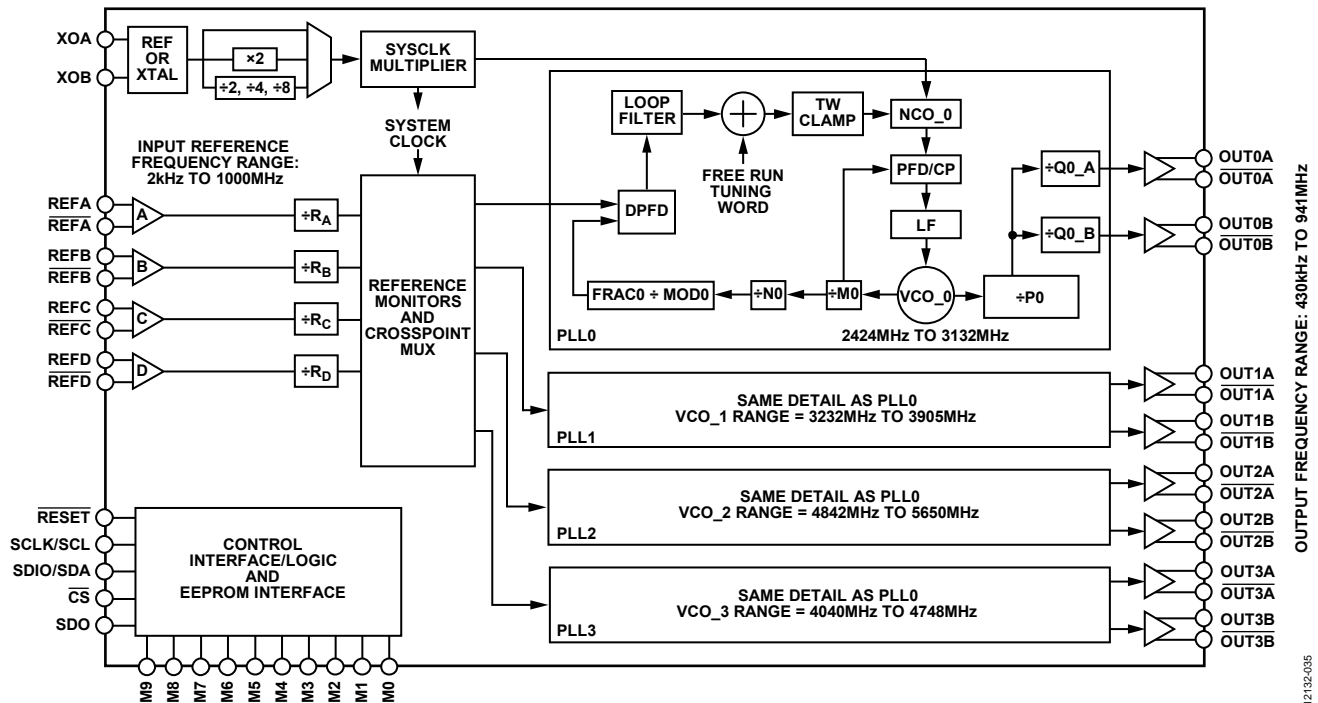 XOA
XOB
REF
OR
XTAL
×2
÷2, ÷4, ÷8
SYSCLK
MULTIPLIER
SYSTEM
CLOCK
INPUT REFERENCE
FREQUENCY RANGE:
2kHz TO 1000MHz
REFA
REFA
A
÷RA
REFB
REFB
B
÷RB
REFC
REFC
C
÷RC
REFD
REFD
D
÷RD
REFERENCE
MONITORS
AND
CROSSPOINT
MUX
LOOP
FILTER
FREE RUN
TUNING
WORD
TW
CLAMP
NCO_0
PFD/CP
LF
DPFD
FRAC0 ÷ MOD0
÷N0
÷M0
VCO_0
÷P0
÷Q0_A
÷Q0_B
PLL0
2424MHz TO 3132MHz
OUT0A
OUT0A
OUT0B
OUT0B
SAME DETAIL AS PLL0
VCO_1 RANGE = 3232MHz TO 3905MHz
PLL1
OUT1A
OUT1A
OUT1B
OUT1B
SAME DETAIL AS PLL0
VCO_2 RANGE = 4842MHz TO 5650MHz
PLL2
OUT2A
OUT2A
OUT2B
OUT2B
SAME DETAIL AS PLL0
VCO_3 RANGE = 4040MHz TO 4748MHz
PLL3
OUT3A
OUT3A
OUT3B
OUT3B
OUTPUT FREQUENCY RANGE: 430kHz TO 941MHz
RESET
SCLK/SCL
SDIO/SDA
CS
SDO
CONTROL
INTERFACE/LOGIC
AND
EEPROM INTERFACE
M9
M8
M7
M6
M5
M4
M3
M2
M1
M0
12132-035